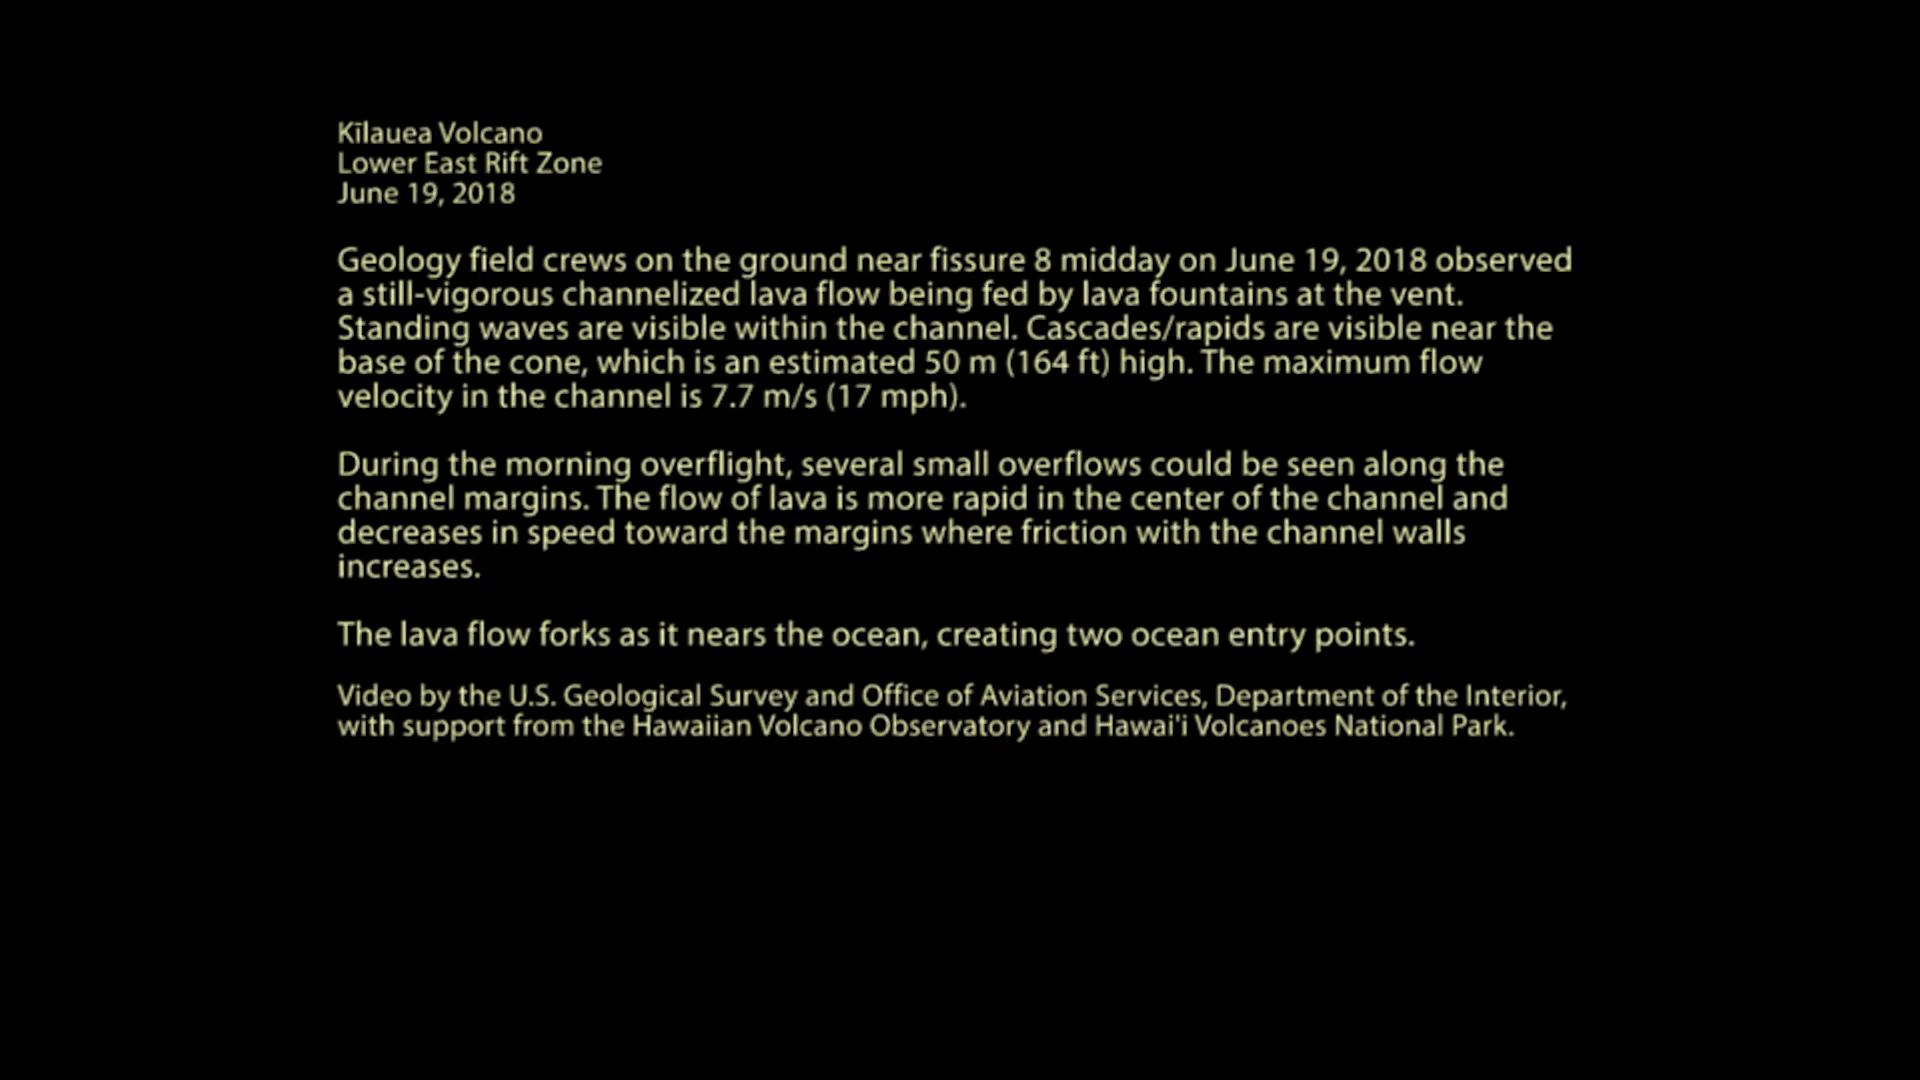 Kīlauea Volcano
Lower East Rift Zone
June 19, 2018
Geology field crews on the ground near fissure 8 midday on June 19, 2018 observed
a still-vigorous channelized lava flow being fed by lava fountains at the vent.
Standing waves are visible within the channel. Cascades/rapids are visible near the
base of the cone, which is an estimated 50 m (164 ft) high. The maximum flow
velocity in the channel is 7.7 m/s (17 mph).
During the morning overflight, several small overflows could be seen along the
channel margins. The flow of lava is more rapid in the center of the channel and
decreases in speed toward the margins where friction with the channel walls
increases.
The lava flow forks as it nears the ocean, creating two ocean entry points.
Video by the U.S. Geological Survey and Office of Aviation Services, Department of the Interior,
with support from the Hawaiian Volcano Observatory and Hawai'i Volcanoes National Park.